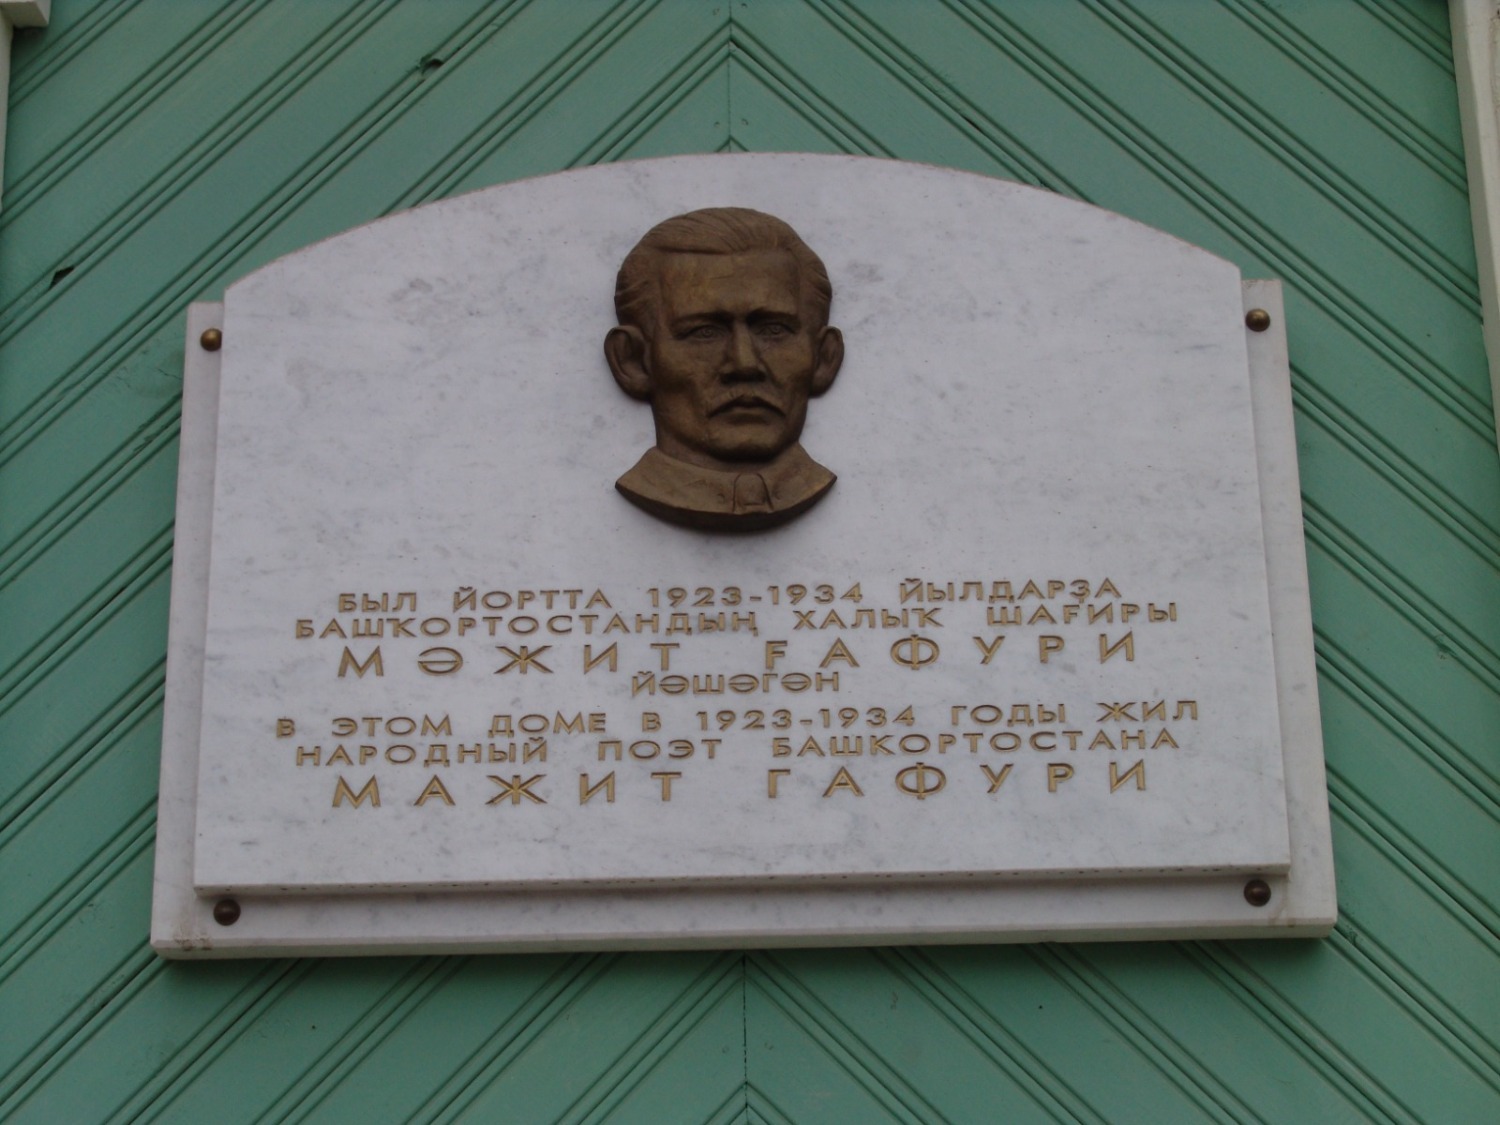 БЫЛ ЙОРТТА 1923-1934 ЙЫЛДАРҘА
БАШҠОРТОСТАНДЫҢ ХАЛЫҠ ШАҒИРЫ
МӘЖИТ ҒАФУРИ
ЙӘШӘГӘН
В ЭТОМ ДОМЕ В 1923-1934 ГОДЫ ЖИЛ
НАРОДНЫЙ ПОЭТ БАШКОРТОСТАНА
МАЖИТ ГАФУРИ